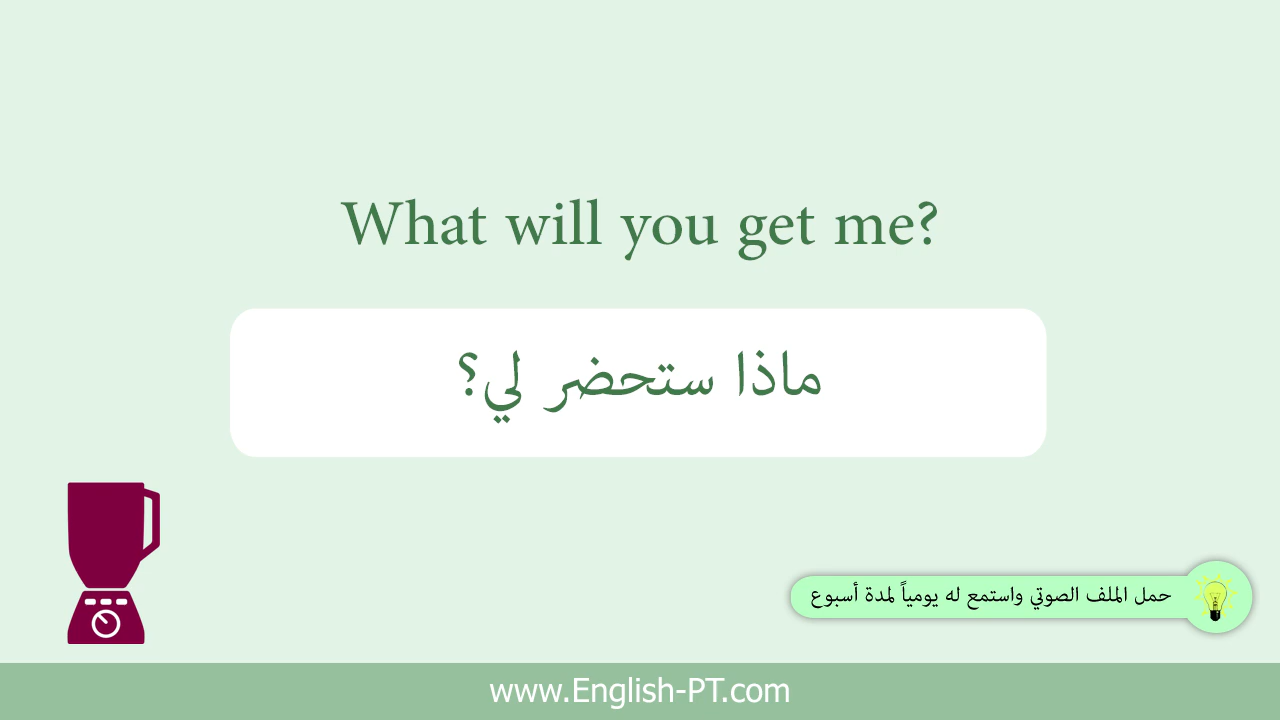 What will you get me?
ماذا ستحضر لي؟
حمل الملف الصوتي واستمع له يومياً لمدة أسبوع
www.English-PT.com